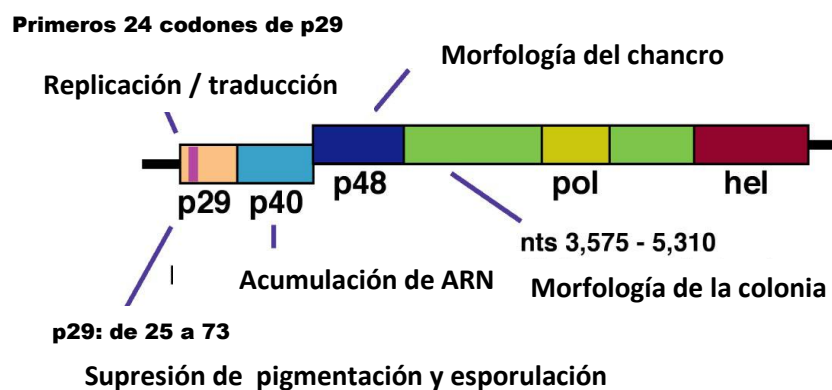 Primeros 24 codones de p29
Morfología del chancro
Replicación / traducción
p29 p40 p48 pol hel
nts 3,575 - 5,310
Acumulación de ARN
Morfología de la colonia
p29: de 25 a 73
Supresión de pigmentación y esporulación